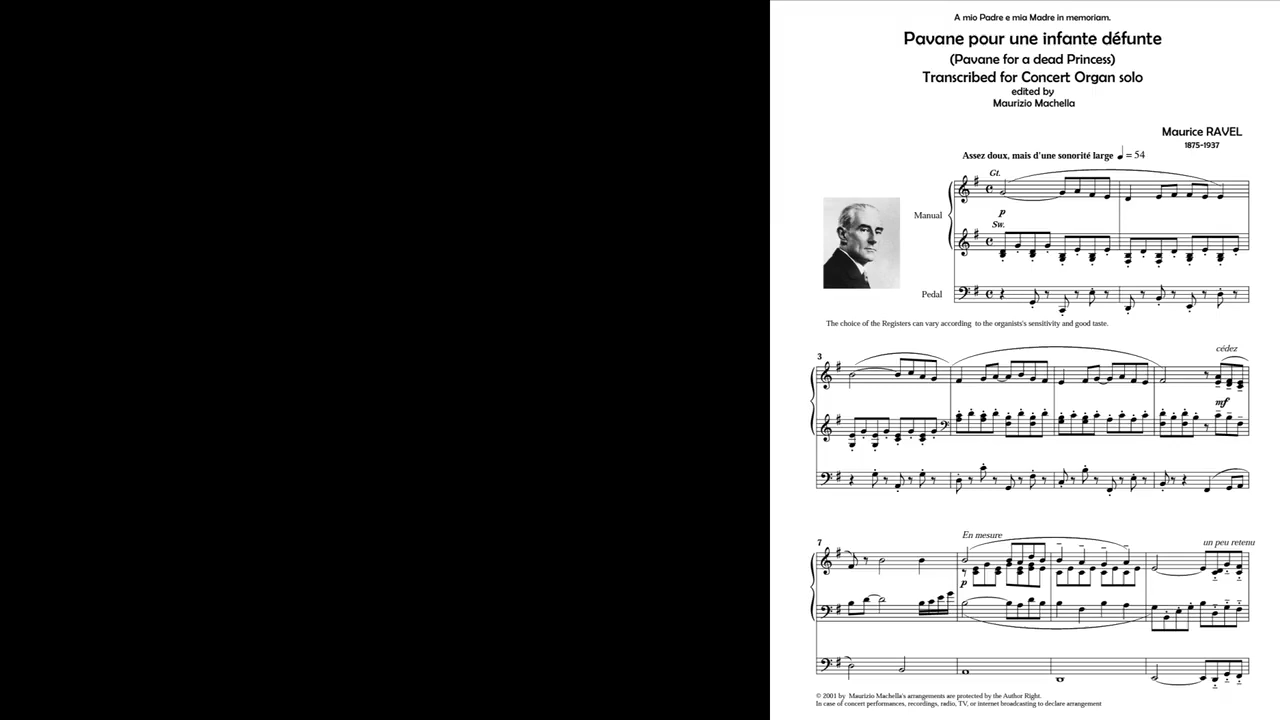 A mio Padre e mia Madre in memoriam.
Pavane pour une infante défunte
(Pavane for a dead Princess)
Transcribed for Concert Organ solo
edited by
Maurizio Machella
Maurice RAVEL
1875-1937
Assez doux, mais d'une sonorité large = 54
Gt.
Manual
p
Sw.
Pedal
The choice of the Registers can vary according to the organists's sensitivity and good taste.
3
cédez
mf
7
En mesure
un peu retenu
p
© 2001 by Maurizio Machella's arrangements are protected by the Author Right.
In case of concert performances, recordings, radio, TV, or internet broadcasting to declare arrangement